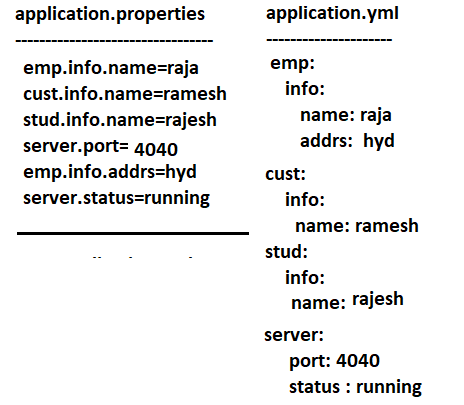 application.properties
---------------------------------
emp.info.name=raja
cust.info.name=ramesh
stud.info.name=rajesh
server.port= 4040
emp.info.addrs=hyd
server.status=running
application.yml
---------------------
emp:
info:
name: raja
addrs: hyd
cust:
info:
name: ramesh
stud:
info:
name: rajesh
server:
port: 4040
status : running